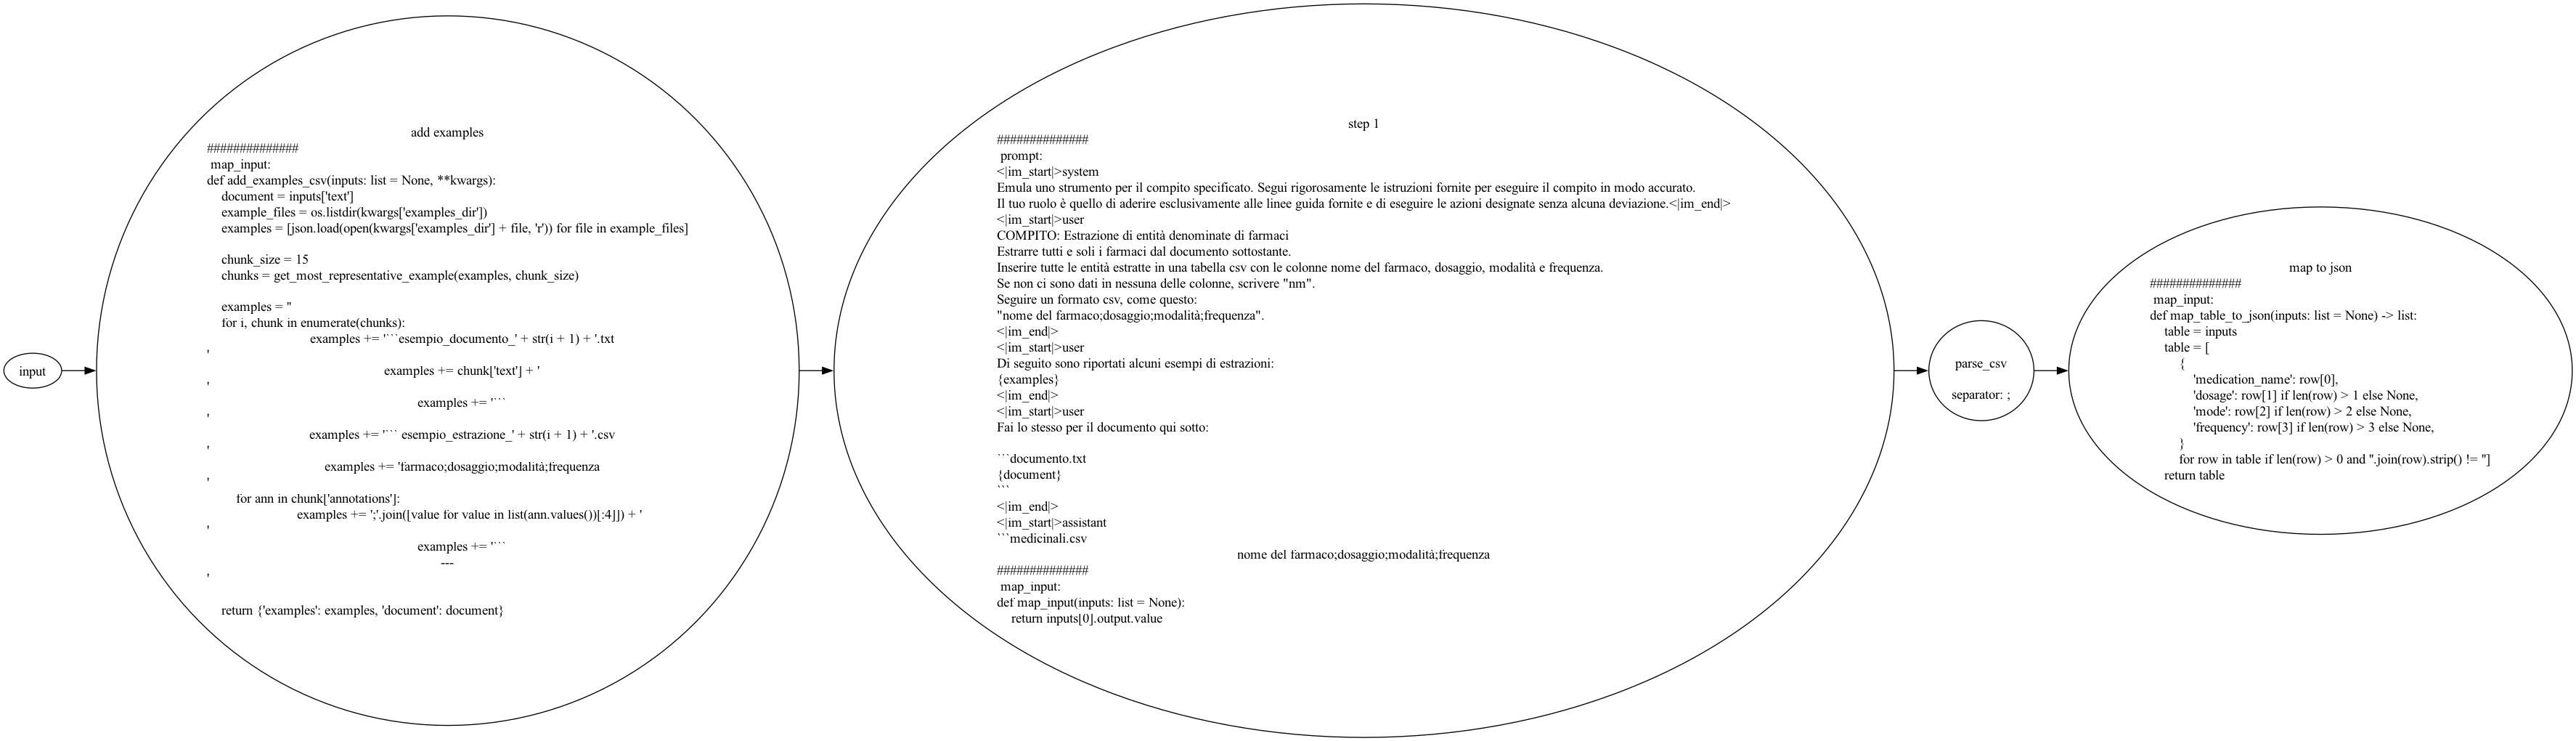 input
add examples
##############
map_input:
def add_examples_csv(inputs: list = None, **kwargs):
document = inputs['text']
example_files = os.listdir(kwargs['examples_dir'])
examples = [json.load(open(kwargs['examples_dir'] + file, 'r')) for file in example_files]
chunk_size = 15
chunks = get_most_representative_example(examples, chunk_size)
examples = ''
for i, chunk in enumerate(chunks):
examples += '```esempio_documento_' + str(i + 1) + '.txt
'
examples += chunk['text'] + '
'
examples += '```
'
examples += '``` esempio_estrazione_' + str(i + 1) + '.csv
'
examples += 'farmaco;dosaggio;modalità;frequenza
'
for ann in chunk['annotations']:
examples += ';'.join([value for value in list(ann.values())[:4]]) + '
'
examples += '```
---
'
return {'examples': examples, 'document': document}
step 1
##############
prompt:
<|im_start|>system
Emula uno strumento per il compito specificato. Segui rigorosamente le istruzioni fornite per eseguire il compito in modo accurato.
Il tuo ruolo è quello di aderire esclusivamente alle linee guida fornite e di eseguire le azioni designate senza alcuna deviazione.<|im_end|>
<|im_start|>user
COMPITO: Estrazione di entità denominate di farmaci
Estrarre tutti e soli i farmaci dal documento sottostante.
Inserire tutte le entità estratte in una tabella csv con le colonne nome del farmaco, dosaggio, modalità e frequenza.
Se non ci sono dati in nessuna delle colonne, scrivere "nm".
Seguire un formato csv, come questo:
"nome del farmaco;dosaggio;modalità;frequenza".
<|im_end|>
<|im_start|>user
Di seguito sono riportati alcuni esempi di estrazioni:
{examples}
<|im_end|>
<|im_start|>user
Fai lo stesso per il documento qui sotto:
```documento.txt
{document}
```
<|im_end|>
<|im_start|>assistant
```medicinali.csv
nome del farmaco;dosaggio;modalità;frequenza
##############
map_input:
def map_input(inputs: list = None):
return inputs[0].output.value
parse_csv
separator: ;
map to json
##############
map_input:
def map_table_to_json(inputs: list = None) -> list:
table = inputs
table = [
{
'medication_name': row[0],
'dosage': row[1] if len(row) > 1 else None,
'mode': row[2] if len(row) > 2 else None,
'frequency': row[3] if len(row) > 3 else None,
}
for row in table if len(row) > 0 and ''.join(row).strip() != '']
return table